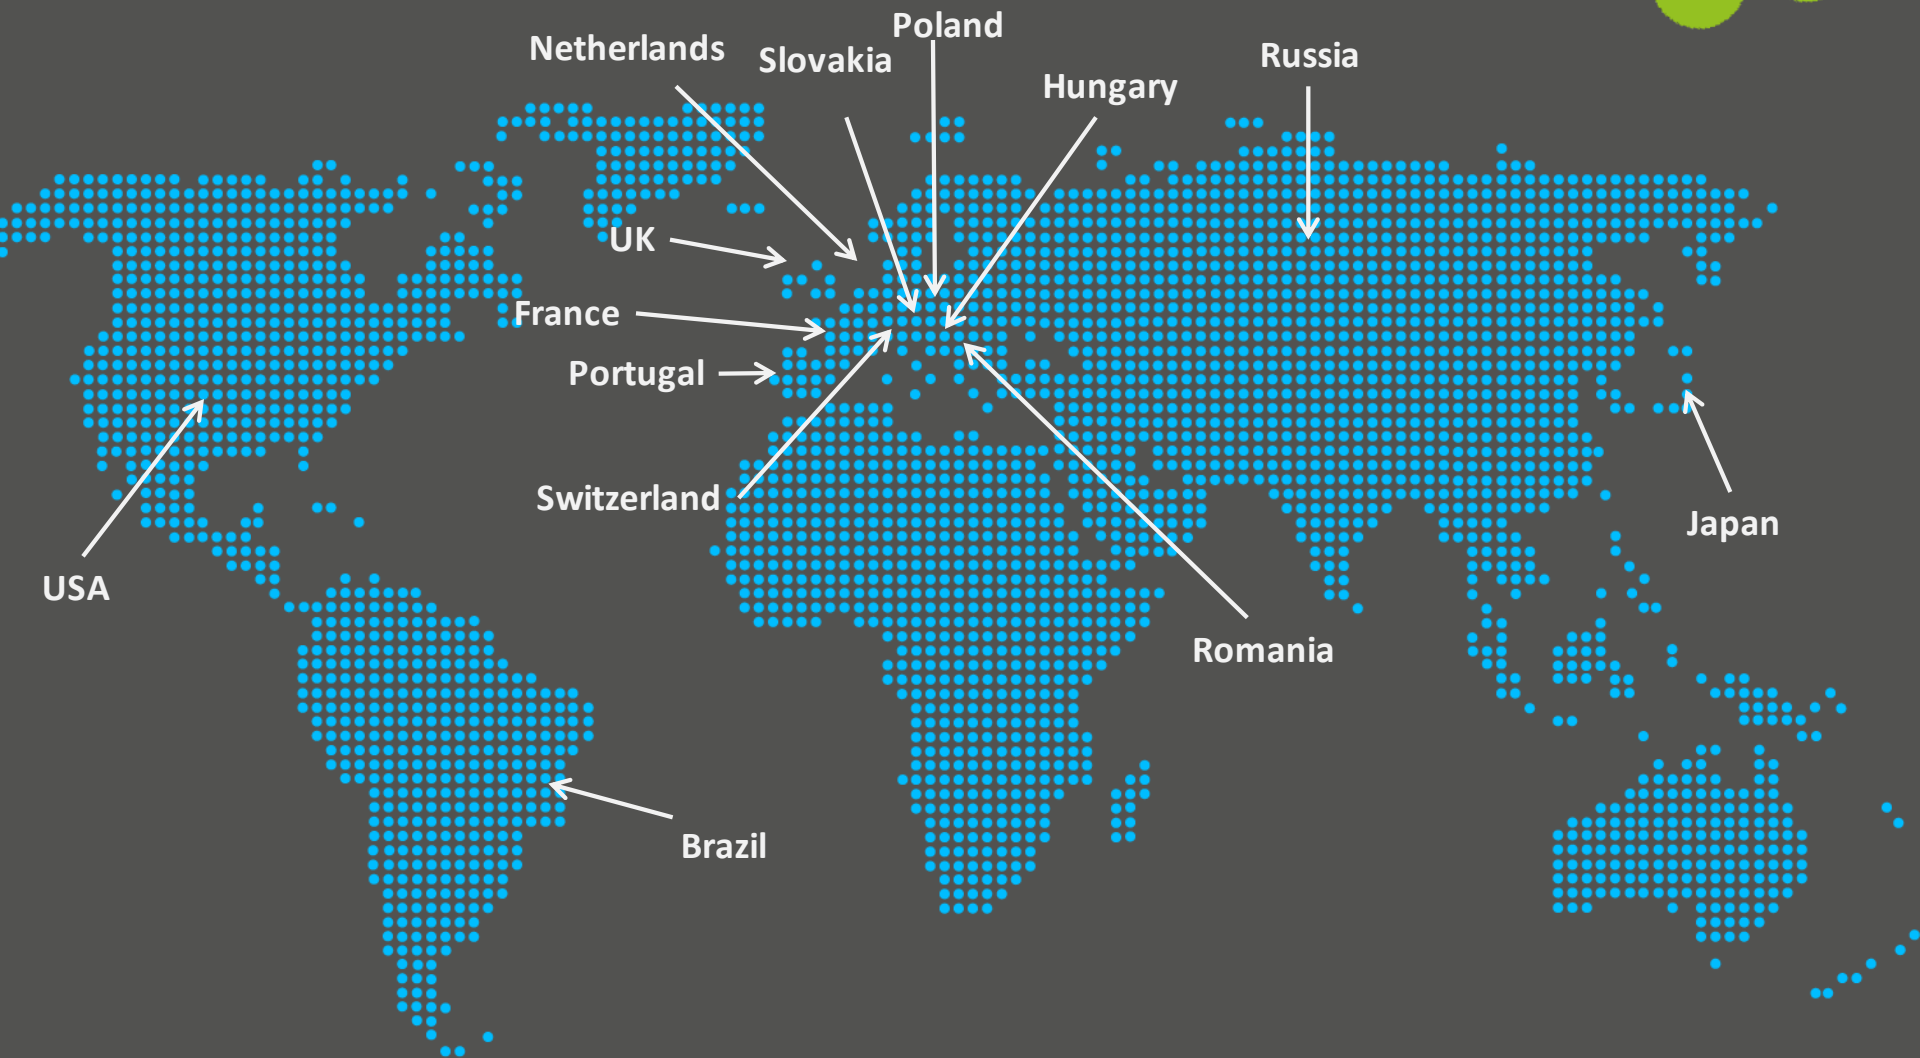 Poland
Netherlands
Slovakia
Russia
Hungary
UK
France
Portugal
Switzerland
Japan
USA
Romania
Brazil